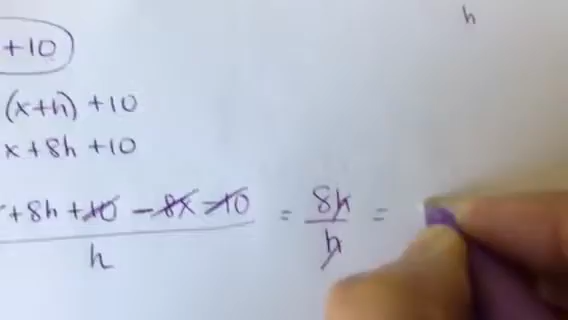 h
+10
(x+h) +10
x + 8h +10
+8h +10 -8x -10 = 8h =
h h